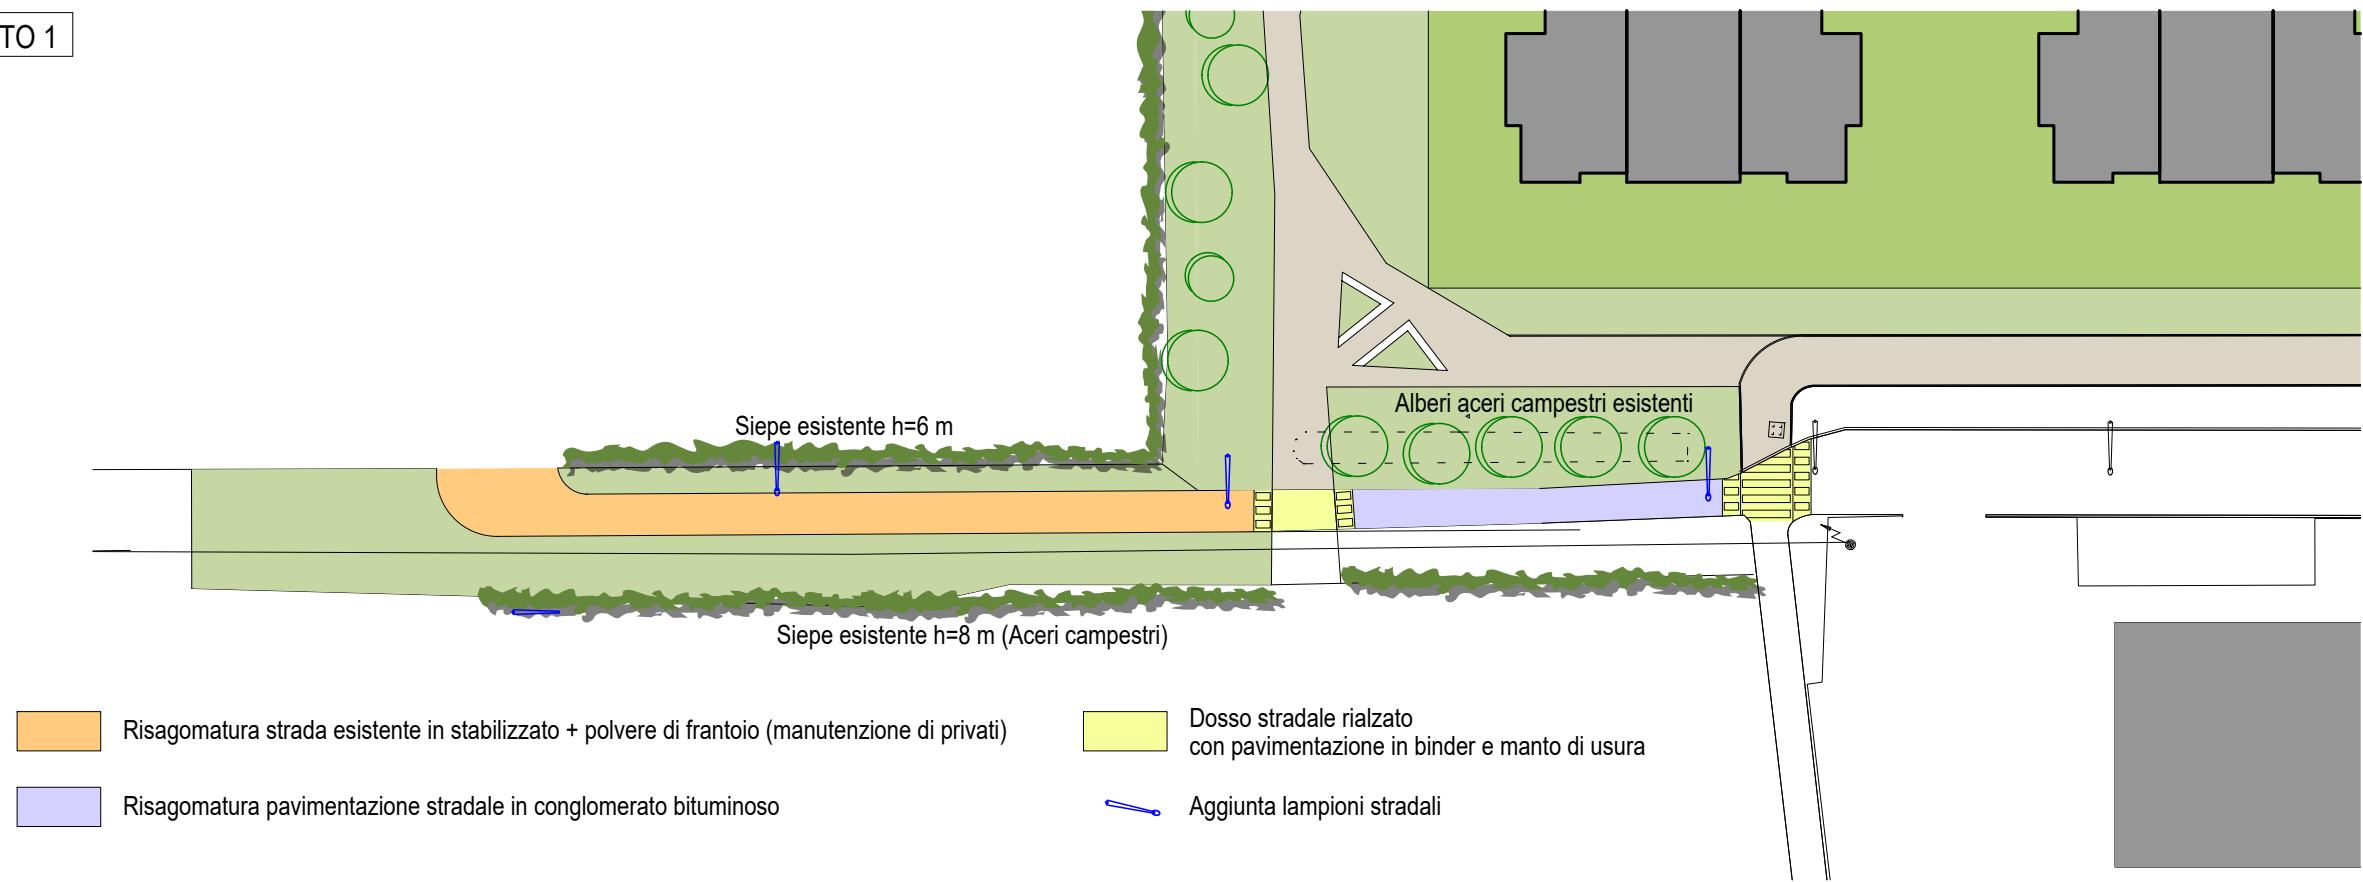 TO 1
Alberi aceri campestri esistenti
Siepe esistente h=6 m
Siepe esistente h=8 m (Aceri campestri)
Risagomatura strada esistente in stabilizzato + polvere di frantoio (manutenzione di privati)
Risagomatura pavimentazione stradale in conglomerato bituminoso
Dosso stradale rialzato
con pavimentazione in binder e manto di usura
Aggiunta lampioni stradali